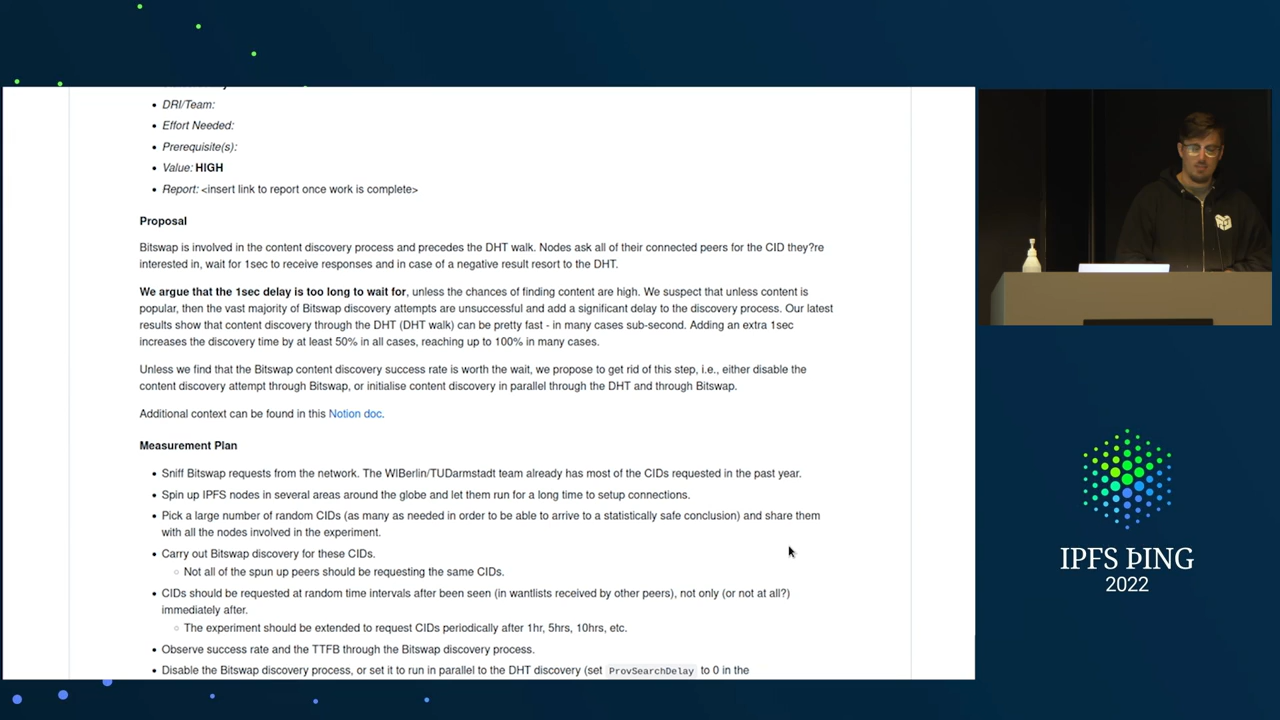 • DRI/Team:
• Effort Needed:
• Prerequisite(s):
• Value: HIGH
• Report: <insert link to report once work is complete>
Proposal
Bitswap is involved in the content discovery process and precedes the DHT walk. Nodes ask all of their connected peers for the CID they?re
interested in, wait for 1sec to receive responses and in case of a negative result resort to the DHT.
We argue that the 1sec delay is too long to wait for, unless the chances of finding content are high. We suspect that unless content is
popular, then the vast majority of Bitswap discovery attempts are unsuccessful and add a significant delay to the discovery process. Our latest
results show that content discovery through the DHT (DHT walk) can be pretty fast - in many cases sub-second. Adding an extra 1sec
increases the discovery time by at least 50% in all cases, reaching up to 100% in many cases.
Unless we find that the Bitswap content discovery success rate is worth the wait, we propose to get rid of this step, i.e., either disable the
content discovery attempt through Bitswap, or initialise content discovery in parallel through the DHT and through Bitswap.
Additional context can be found in this Notion doc.
Measurement Plan
• Sniff Bitswap requests from the network. The WIBerlin/TUDarmstadt team already has most of the CIDs requested in the past year.
• Spin up IPFS nodes in several areas around the globe and let them run for a long time to setup connections.
• Pick a large number of random CIDs (as many as needed in order to be able to arrive to a statistically safe conclusion) and share them
with all the nodes involved in the experiment.
• Carry out Bitswap discovery for these CIDs.
◦ Not all of the spun up peers should be requesting the same CIDs.
• CIDs should be requested at random time intervals after been seen (in wantlists received by other peers), not only (or not at all?)
immediately after.
◦ The experiment should be extended to request CIDs periodically after 1hr, 5hrs, 10hrs, etc.
• Observe success rate and the TTFB through the Bitswap discovery process.
• Disable the Bitswap discovery process, or set it to run in parallel to the DHT discovery (set ProvSearchDelay to 0 in the
IPFS ÞING
2022